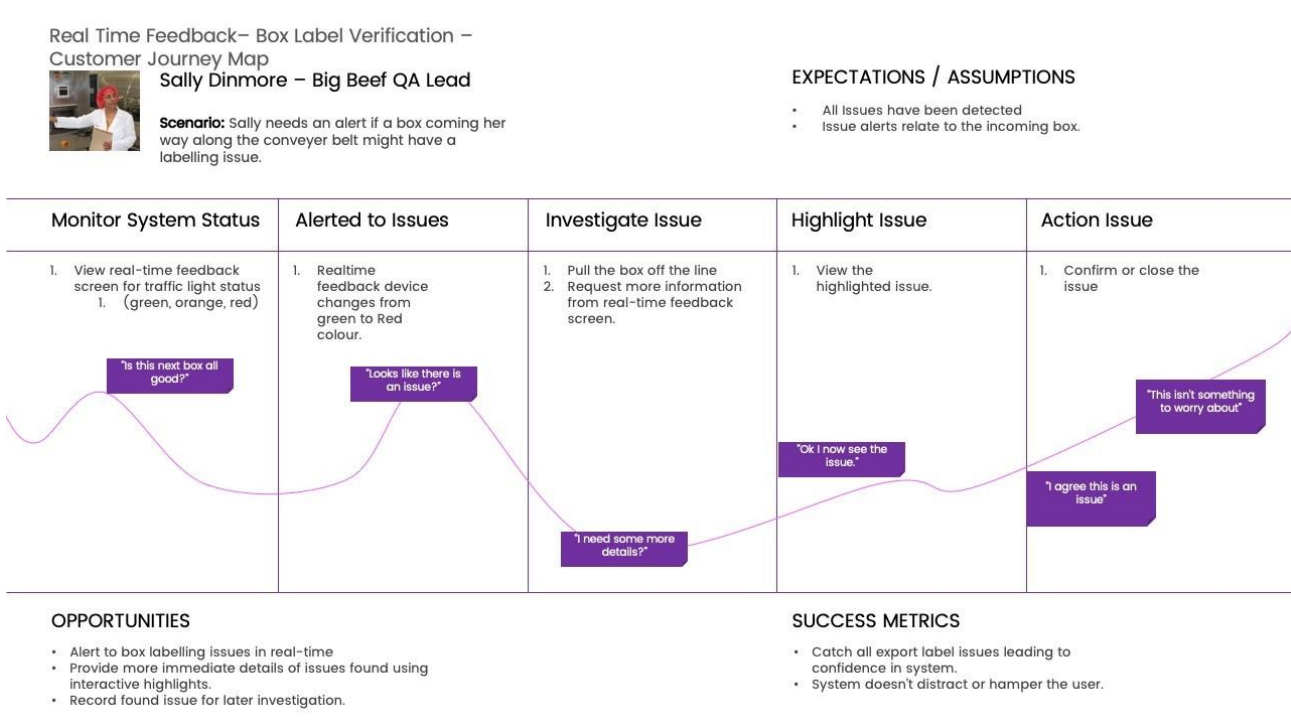 Real Time Feedback– Box Label Verification –
Customer Journey Map
Sally Dinmore – Big Beef QA Lead
Scenario: Sally needs an alert if a box coming her
way along the conveyer belt might have a
labelling issue.
EXPECTATIONS / ASSUMPTIONS
• All Issues have been detected
• Issue alerts relate to the incoming box.
Monitor System Status
Alerted to Issues
Investigate Issue
Highlight Issue
Action Issue
1. View real-time feedback
screen for traffic light status
1. (green, orange, red)
1. Realtime
feedback device
changes from
green to Red
colour.
1. Pull the box off the line
2. Request more information
from real-time feedback
screen.
1. View the
highlighted issue.
1. Confirm or close the
issue
"Is this next box all
good?"
"Looks like there is
an issue?"
"I need some more
details?"
"Ok I now see the
issue."
"This isn't something
to worry about"
"I agree this is an
issue"
OPPORTUNITIES
• Alert to box labelling issues in real-time
• Provide more immediate details of issues found using
interactive highlights.
• Record found issue for later investigation.
SUCCESS METRICS
• Catch all export label issues leading to
confidence in system.
• System doesn't distract or hamper the user.